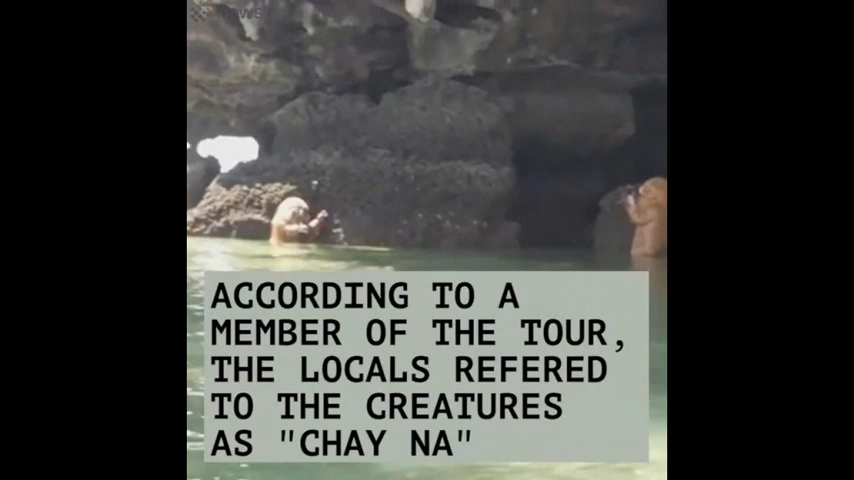 ACCORDING TO A
MEMBER OF THE TOUR,
THE LOCALS REFERED
TO THE CREATURES
AS "CHAY NA"